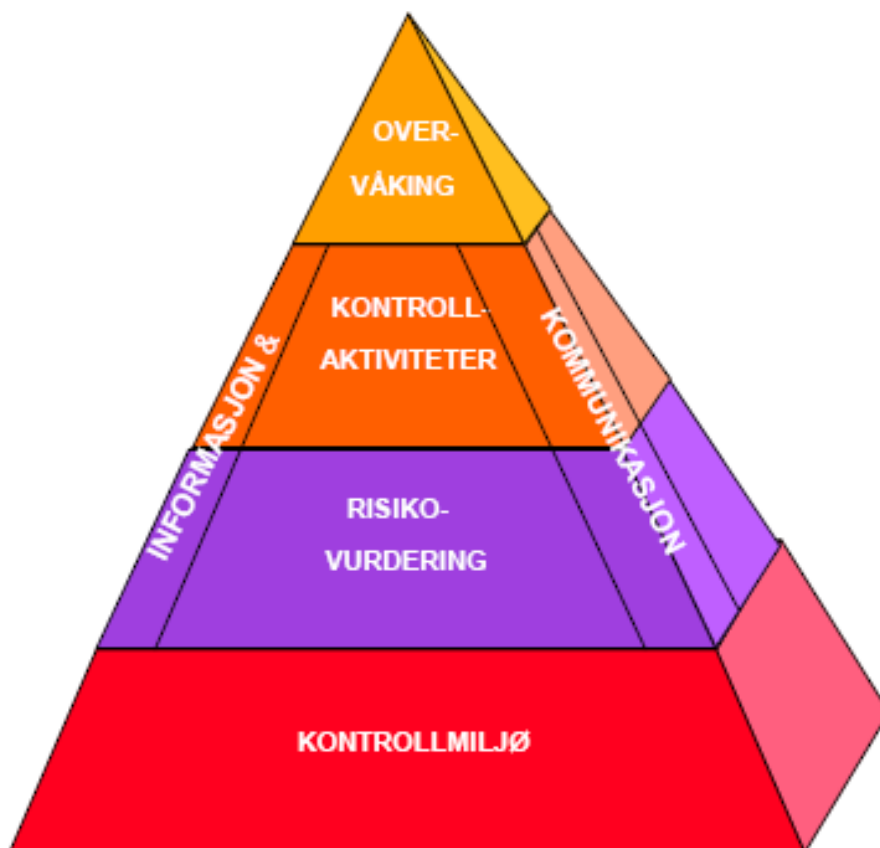 OVER-
VÅKING
KONTROLL-
AKTIVITETER
INFORMASJON &
KOMMUNIKASJON
RISIKO-
VURDERING
KONTROLLMILJØ